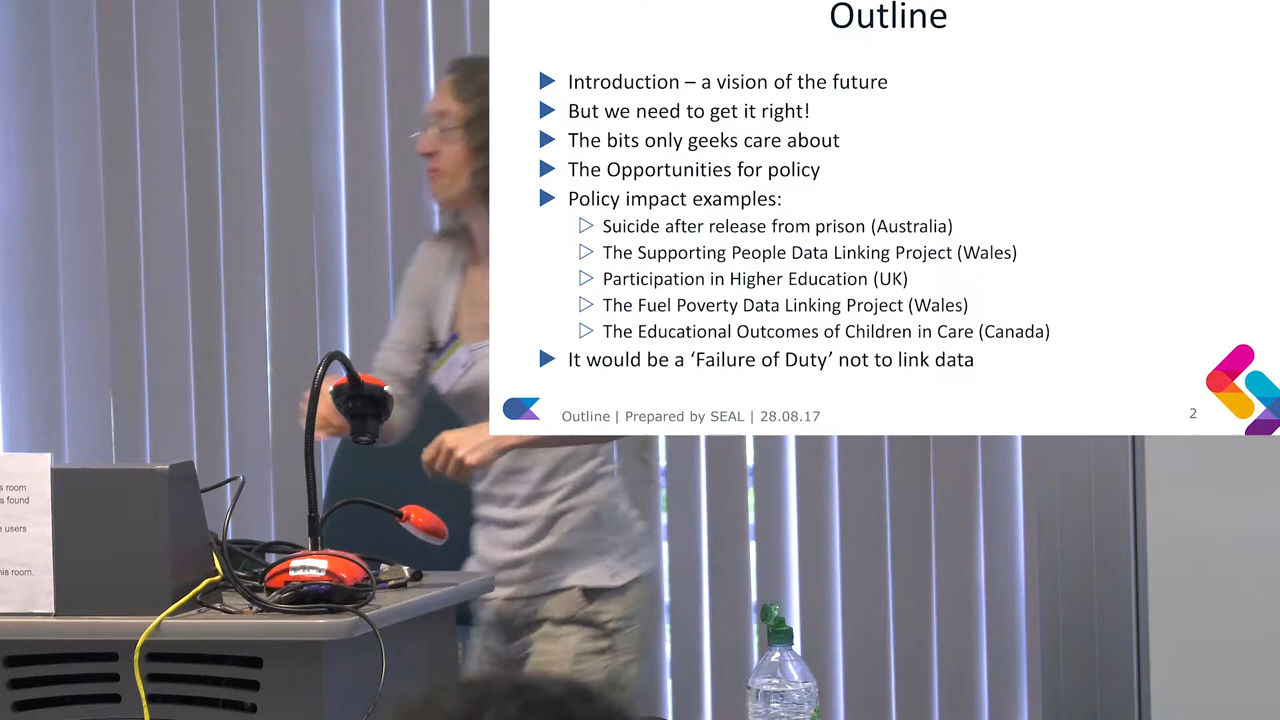 Outline
Introduction – a vision of the future
But we need to get it right!
The bits only geeks care about
The Opportunities for policy
Policy impact examples:
Suicide after release from prison (Australia)
The Supporting People Data Linking Project (Wales)
Participation in Higher Education (UK)
The Fuel Poverty Data Linking Project (Wales)
The Educational Outcomes of Children in Care (Canada)
It would be a ‘Failure of Duty’ not to link data
Outline | Prepared by SEAL | 28.08.17
2
room
found
users
room.